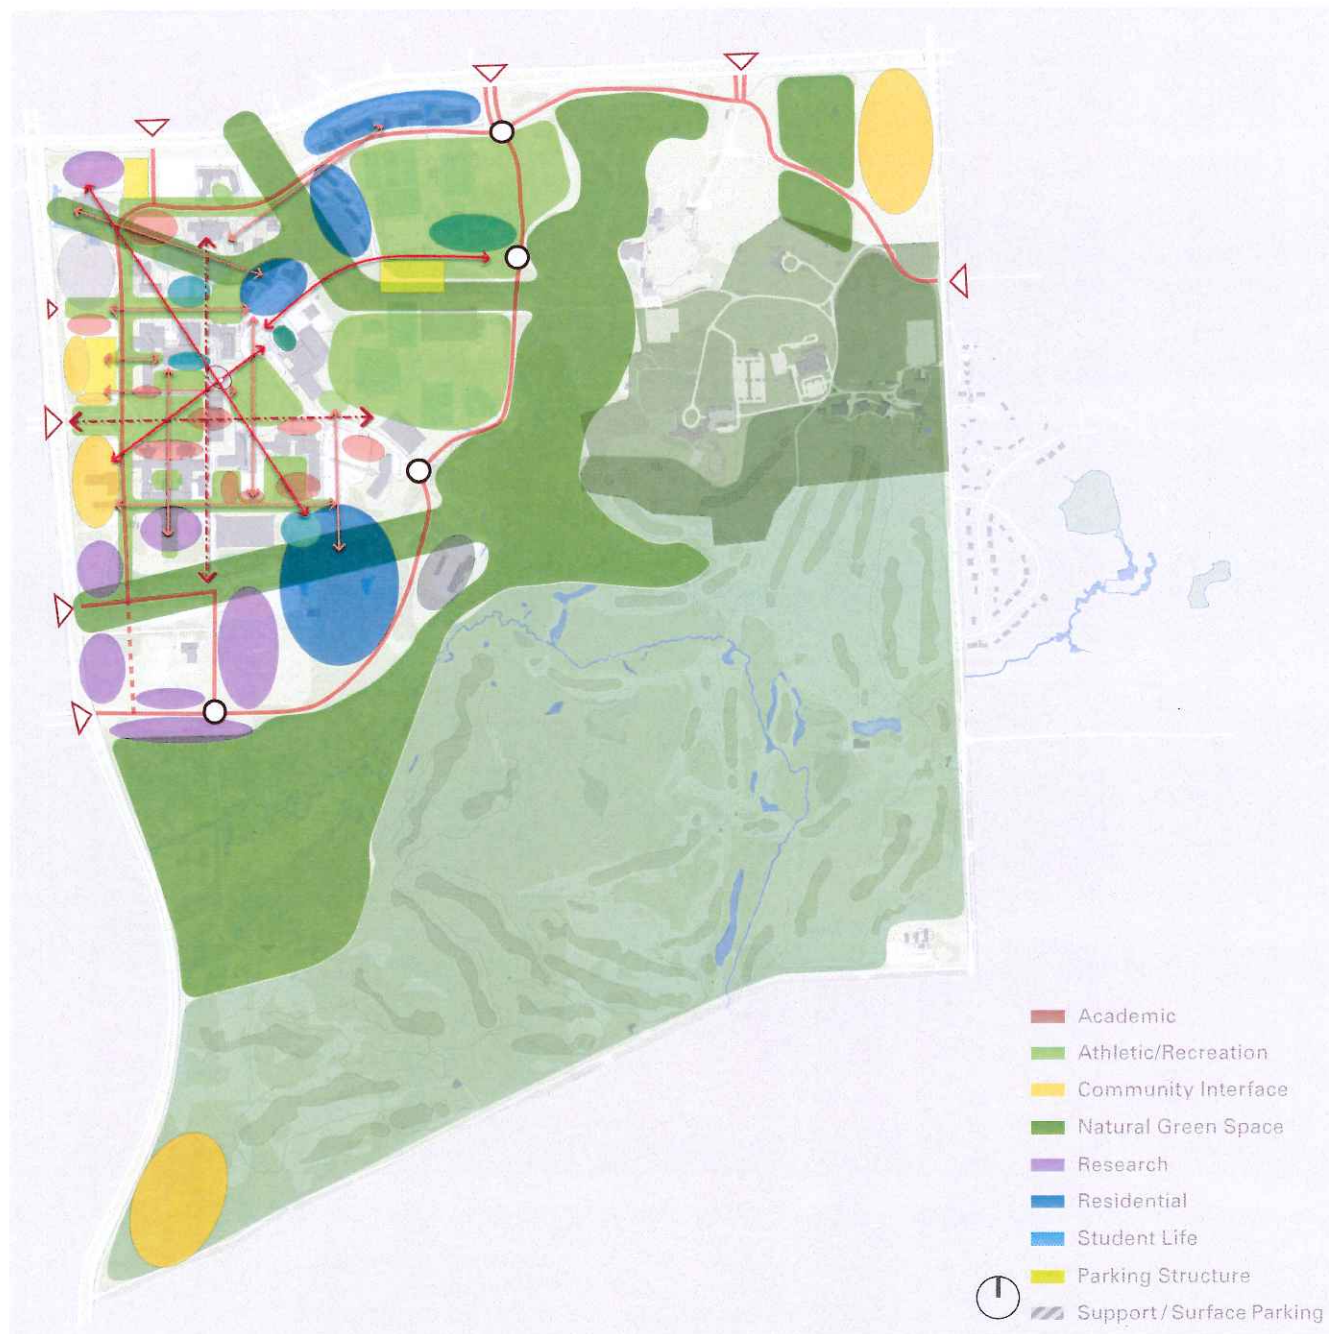 Academic
Athletic/Recreation
Community Interface
Natural Green Space
Research
Residential
Student Life
Parking Structure
Support/Surface Parking